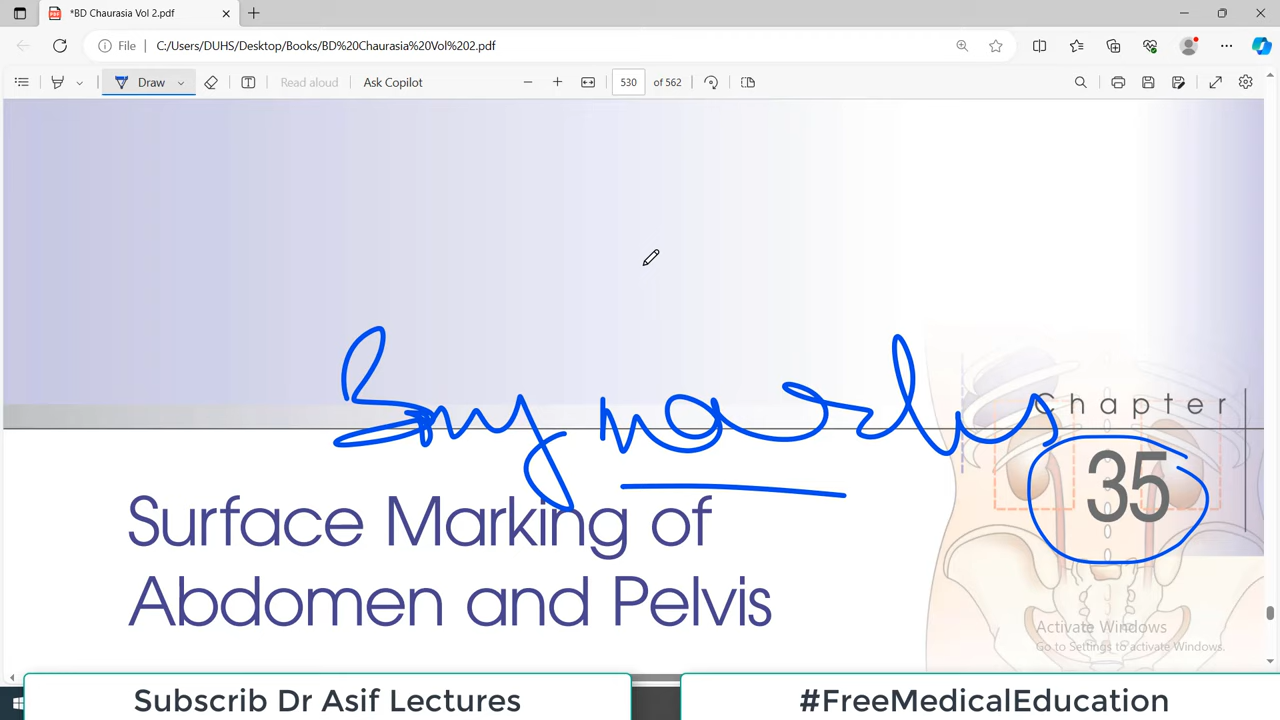 *BD Chaurasia Vol 2.pdf
File C:/Users/DUHS/Desktop/Books/BD%20Chaurasia%20Vol%202.pdf
Draw Read aloud Ask Copilot 530 of 562
Chapter
35
Surface Marking of
Abdomen and Pelvis
Activate Windows
Go to Settings to activate Windows.
Subscrib Dr Asif Lectures
#FreeMedicalEducation